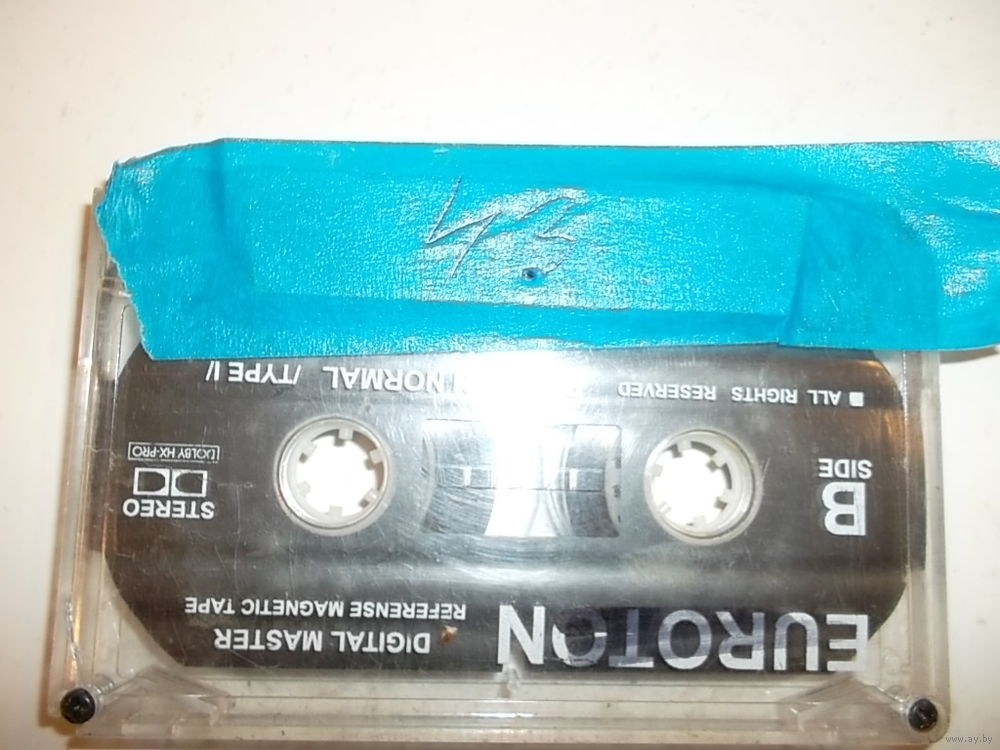 EUROTON
DIGITAL MASTER
REFERENSE MAGNETIC TAPE
B
SIDE
STEREO
DOLBY HX-PRO
■ ALL RIGHTS RESERVED
NORMAL /TYPE I/
www.ay.by